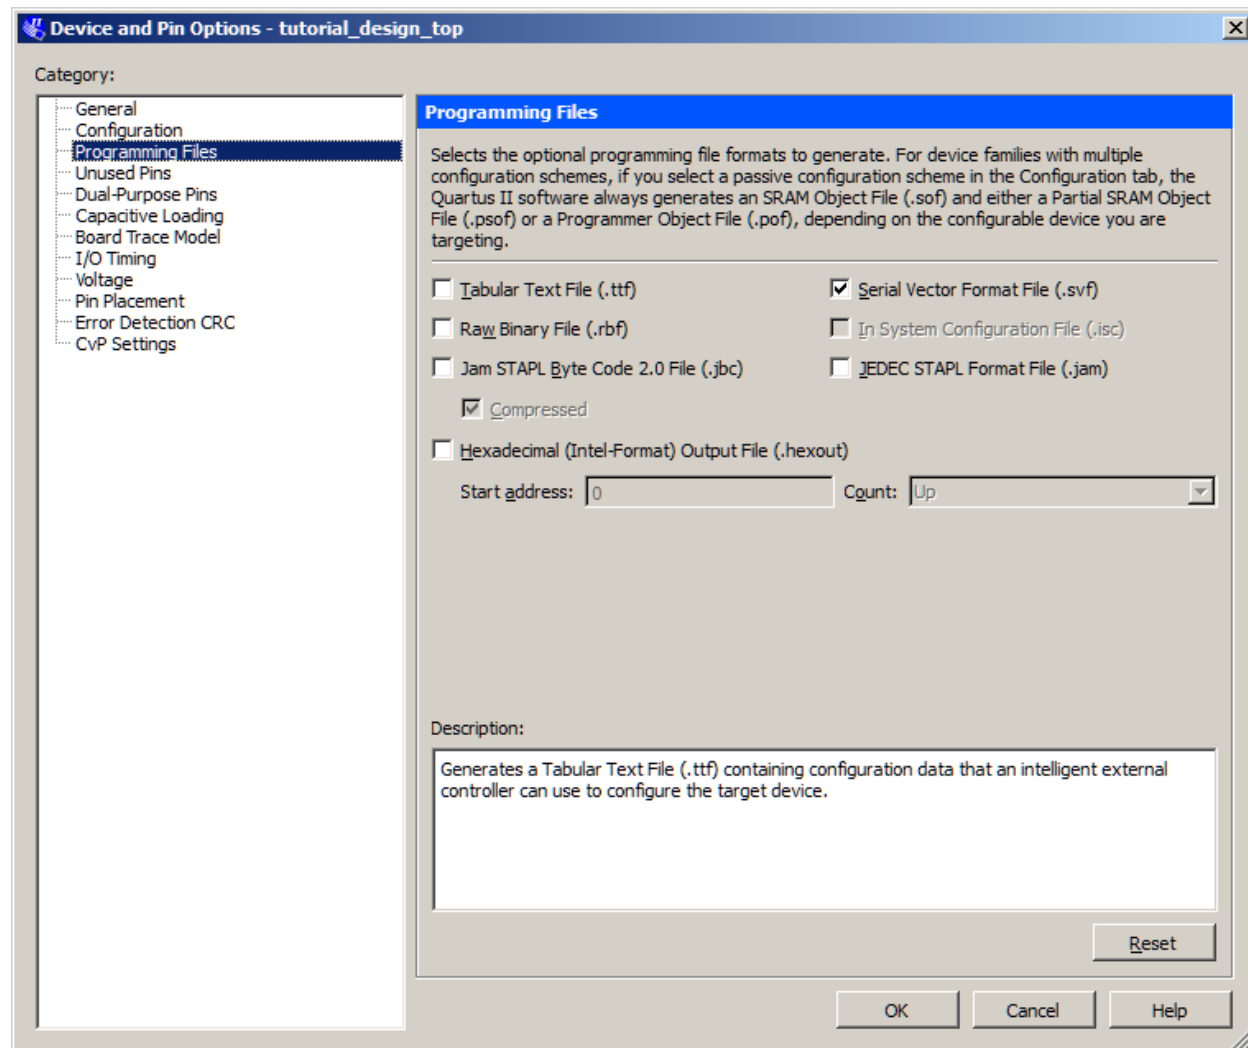 Device and Pin Options - tutorial_design_top
Category:
General
Configuration
Programming Files
Unused Pins
Dual-Purpose Pins
Capacitive Loading
Board Trace Model
I/O Timing
Voltage
Pin Placement
Error Detection CRC
CvP Settings
Programming Files
Selects the optional programming file formats to generate. For device families with multiple
configuration schemes, if you select a passive configuration scheme in the Configuration tab, the
Quartus II software always generates an SRAM Object File (.sof) and either a Partial SRAM Object
File (.psof) or a Programmer Object File (.pof), depending on the configurable device you are
targeting.
Tabular Text File (.ttf)
Serial Vector Format File (.svf)
Raw Binary File (.rbf)
In System Configuration File (.isc)
Jam STAPL Byte Code 2.0 File (.jbc)
JEDEC STAPL Format File (.jam)
Compressed
Hexadecimal (Intel-Format) Output File (.hexout)
Start address: 0 Count: Up
Description:
Generates a Tabular Text File (.ttf) containing configuration data that an intelligent external
controller can use to configure the target device.
Reset
OK Cancel Help